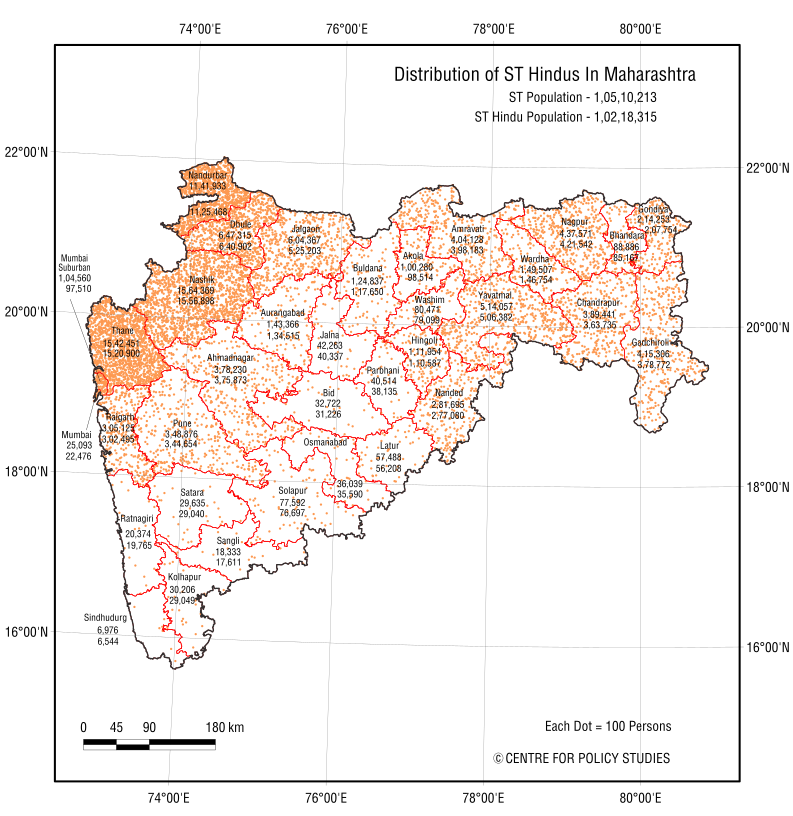 74°00'E 76°00'E 78°00'E 80°00'E
Distribution of ST Hindus In Maharashtra
ST Population - 1,05,10,213
ST Hindu Population - 1,02,18,315
22°00'N
22°00'N
Nandurbar
11,41,933
11,25,468
Dhule
6,47,315
6,40,902
Jalgaon
6,04,367
5,25,203
Amravati
4,04,128
3,98,183
Nagpur
4,37,571
4,21,542
Gondiya
2,14,253
2,07,754
Bhandara
88,886
85,167
Mumbai
Suburban
1,04,560
97,510
Nashik
15,64,369
15,56,898
Buldana
1,24,837
1,17,650
Akola
1,00,280
98,514
Wardha
1,49,507
1,46,754
20°00'N
20°00'N
Thane
15,42,451
15,20,900
Aurangabad
1,43,366
1,34,515
Jalna
42,263
40,337
Washim
80,471
79,099
Yavatmal
5,14,057
5,06,382
Chandrapur
3,89,441
3,63,735
Gadchiroli
4,15,306
3,78,772
Ahmadnagar
3,78,230
3,75,873
Hingoli
1,11,954
1,10,587
Parbhani
40,514
38,135
Bid
32,722
31,226
Nanded
2,81,695
2,77,080
Raigarh
3,05,125
3,02,485
Pune
3,48,876
3,44,654
Mumbai
25,093
22,476
Osmanabad
36,039
35,590
Latur
57,488
56,208
18°00'N
18°00'N
Satara
29,635
29,040
Solapur
77,592
76,697
Ratnagiri
20,374
19,765
Sangli
18,333
17,611
Kolhapur
30,206
29,049
Sindhudurg
6,976
6,544
16°00'N
16°00'N
0 45 90 180 km
Each Dot = 100 Persons
© CENTRE FOR POLICY STUDIES
74°00'E 76°00'E 78°00'E 80°00'E